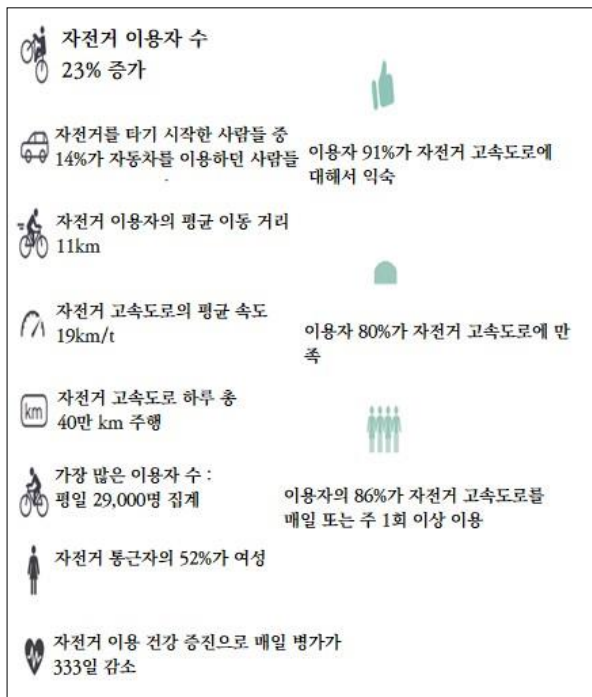 자전거 이용자 수
23% 증가
자전거를 타기 시작한 사람들 중
14%가 자동차를 이용하던 사람들
자전거 이용자의 평균 이동 거리
11km
자전거 고속도로의 평균 속도
19km/t
km
자전거 고속도로 하루 총
40만 km 주행
가장 많은 이용자 수 :
평일 29,000명 집계
자전거 통근자의 52%가 여성
자전거 이용 건강 증진으로 매일 병가가
333일 감소
이용자 91%가 자전거 고속도로에
대해서 익숙
이용자 80%가 자전거 고속도로에 만
족
이용자의 86%가 자전거 고속도로를
매일 또는 주 1회 이상 이용